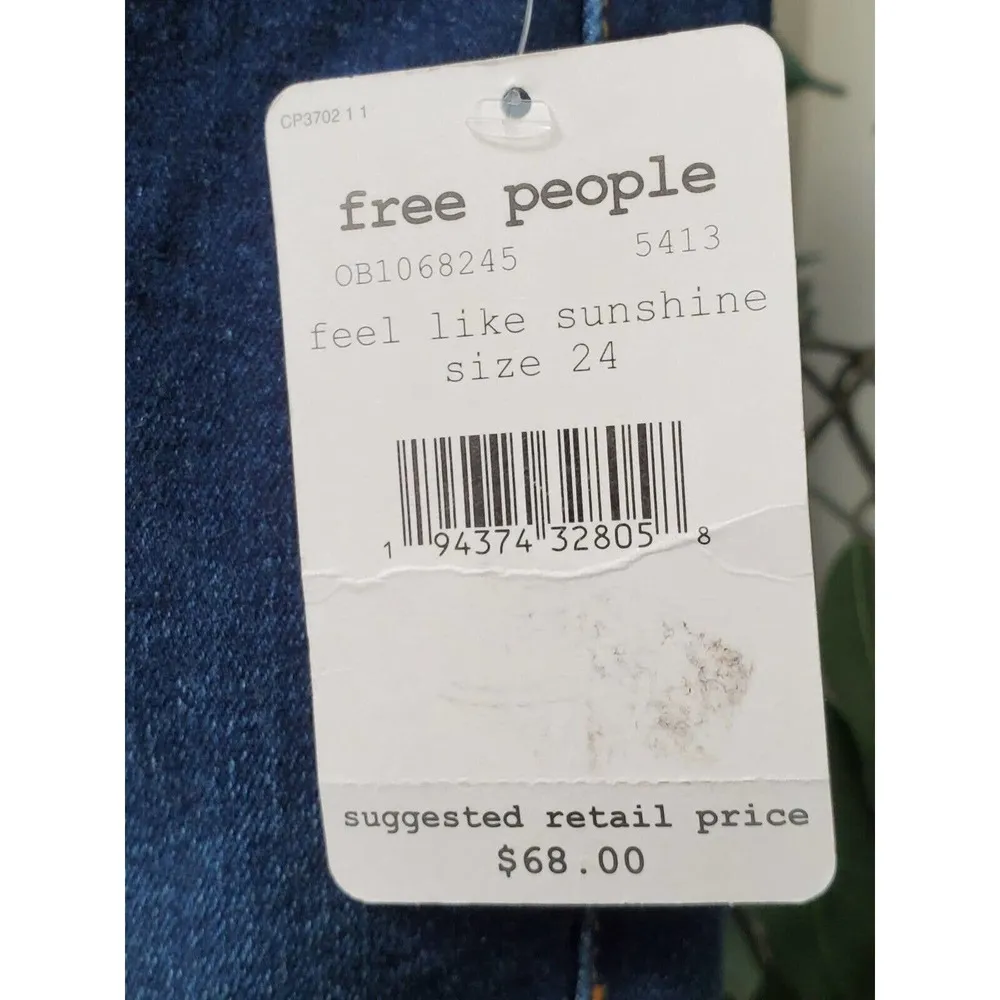 CP3702 1 1
free people
OB1068245 5413
feel like sunshine
size 24
1 94374 32805 8
suggested retail price
$68.00